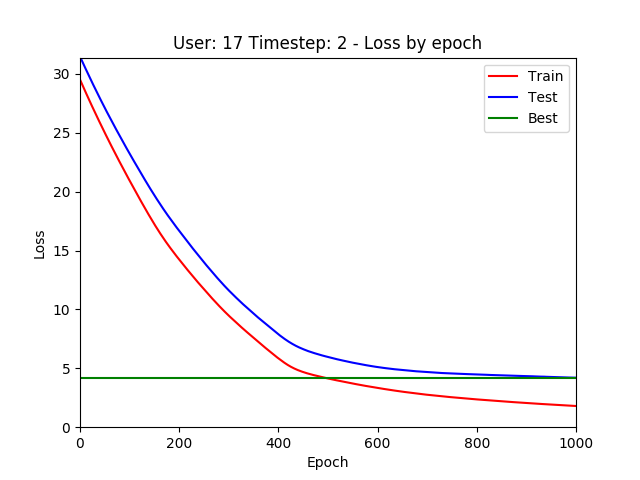 User: 17 Timestep: 2 - Loss by epoch
Train
Test
Best
Loss
30
25
20
15
10
5
0
0 200 400 600 800 1000
Epoch